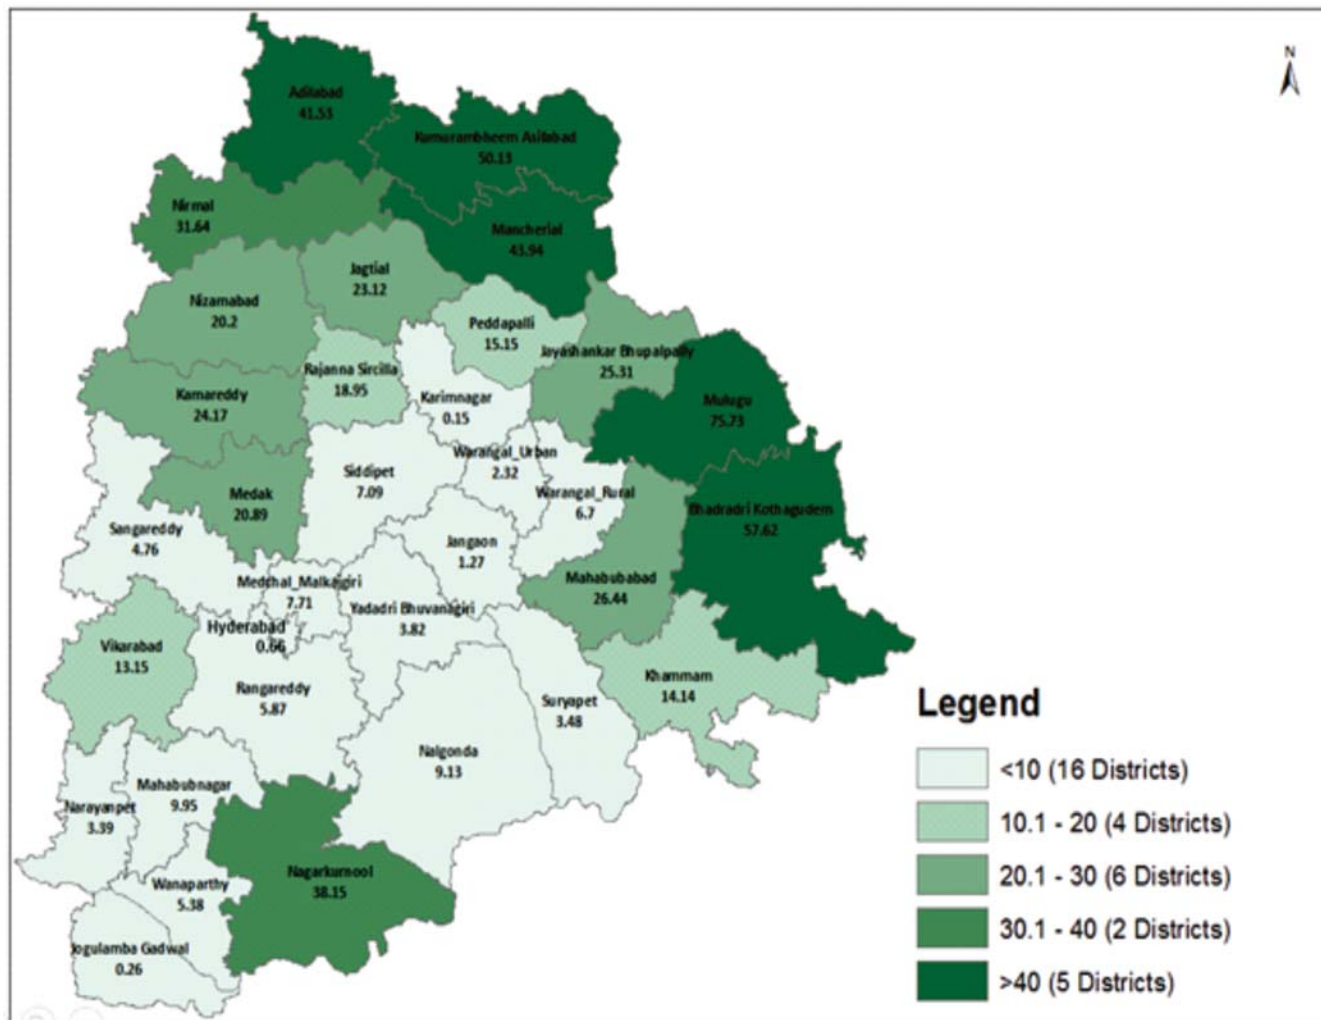 N
Adilabad
41.53
Kumurambheem Asifabad
50.13
Nirmal
31.64
Mancherial
43.94
Jagtial
23.12
Nizamabad
20.2
Peddapalli
15.15
Jayashankar Bhupalpally
25.31
Rajanna Sircilla
18.95
Kamareddy
24.17
Karimnagar
0.15
Mulugu
75.73
Warangal_Urban
2.32
Siddipet
7.09
Medak
20.89
Warangal_Rural
6.7
Bhadradri Kothagudem
57.62
Sangareddy
4.76
Jangaon
1.27
Medchal_Malkajgiri
7.71
Mahabubabad
26.44
Yadadri Bhuvanagiri
3.82
Hyderabad
0.66
Vikarabad
13.15
Khammam
14.14
Rangareddy
5.87
Suryapet
3.48
Nalgonda
9.13
Mahabubnagar
9.95
Narayanpet
3.39
Nagarkurnool
38.15
Wanaparthy
5.38
Jogulamba Gadwal
0.26
Legend
<10 (16 Districts)
10.1 - 20 (4 Districts)
20.1 - 30 (6 Districts)
30.1 - 40 (2 Districts)
>40 (5 Districts)